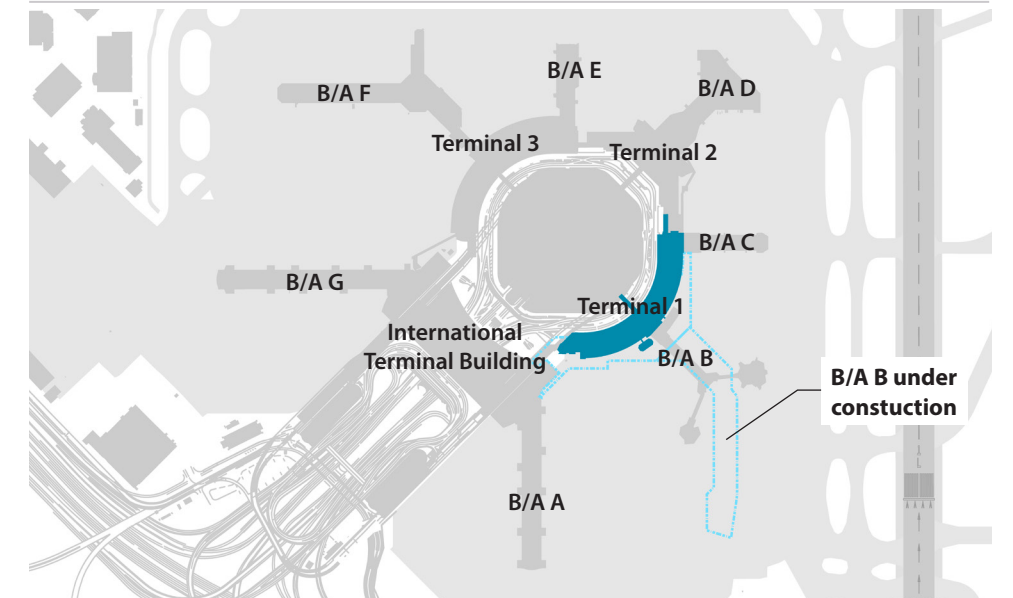 B/A E
B/A F
B/A D
Terminal 3
Terminal 2
B/A C
B/A G
Terminal 1
International
Terminal Building
B/A B
B/A B under
constuction
B/A A